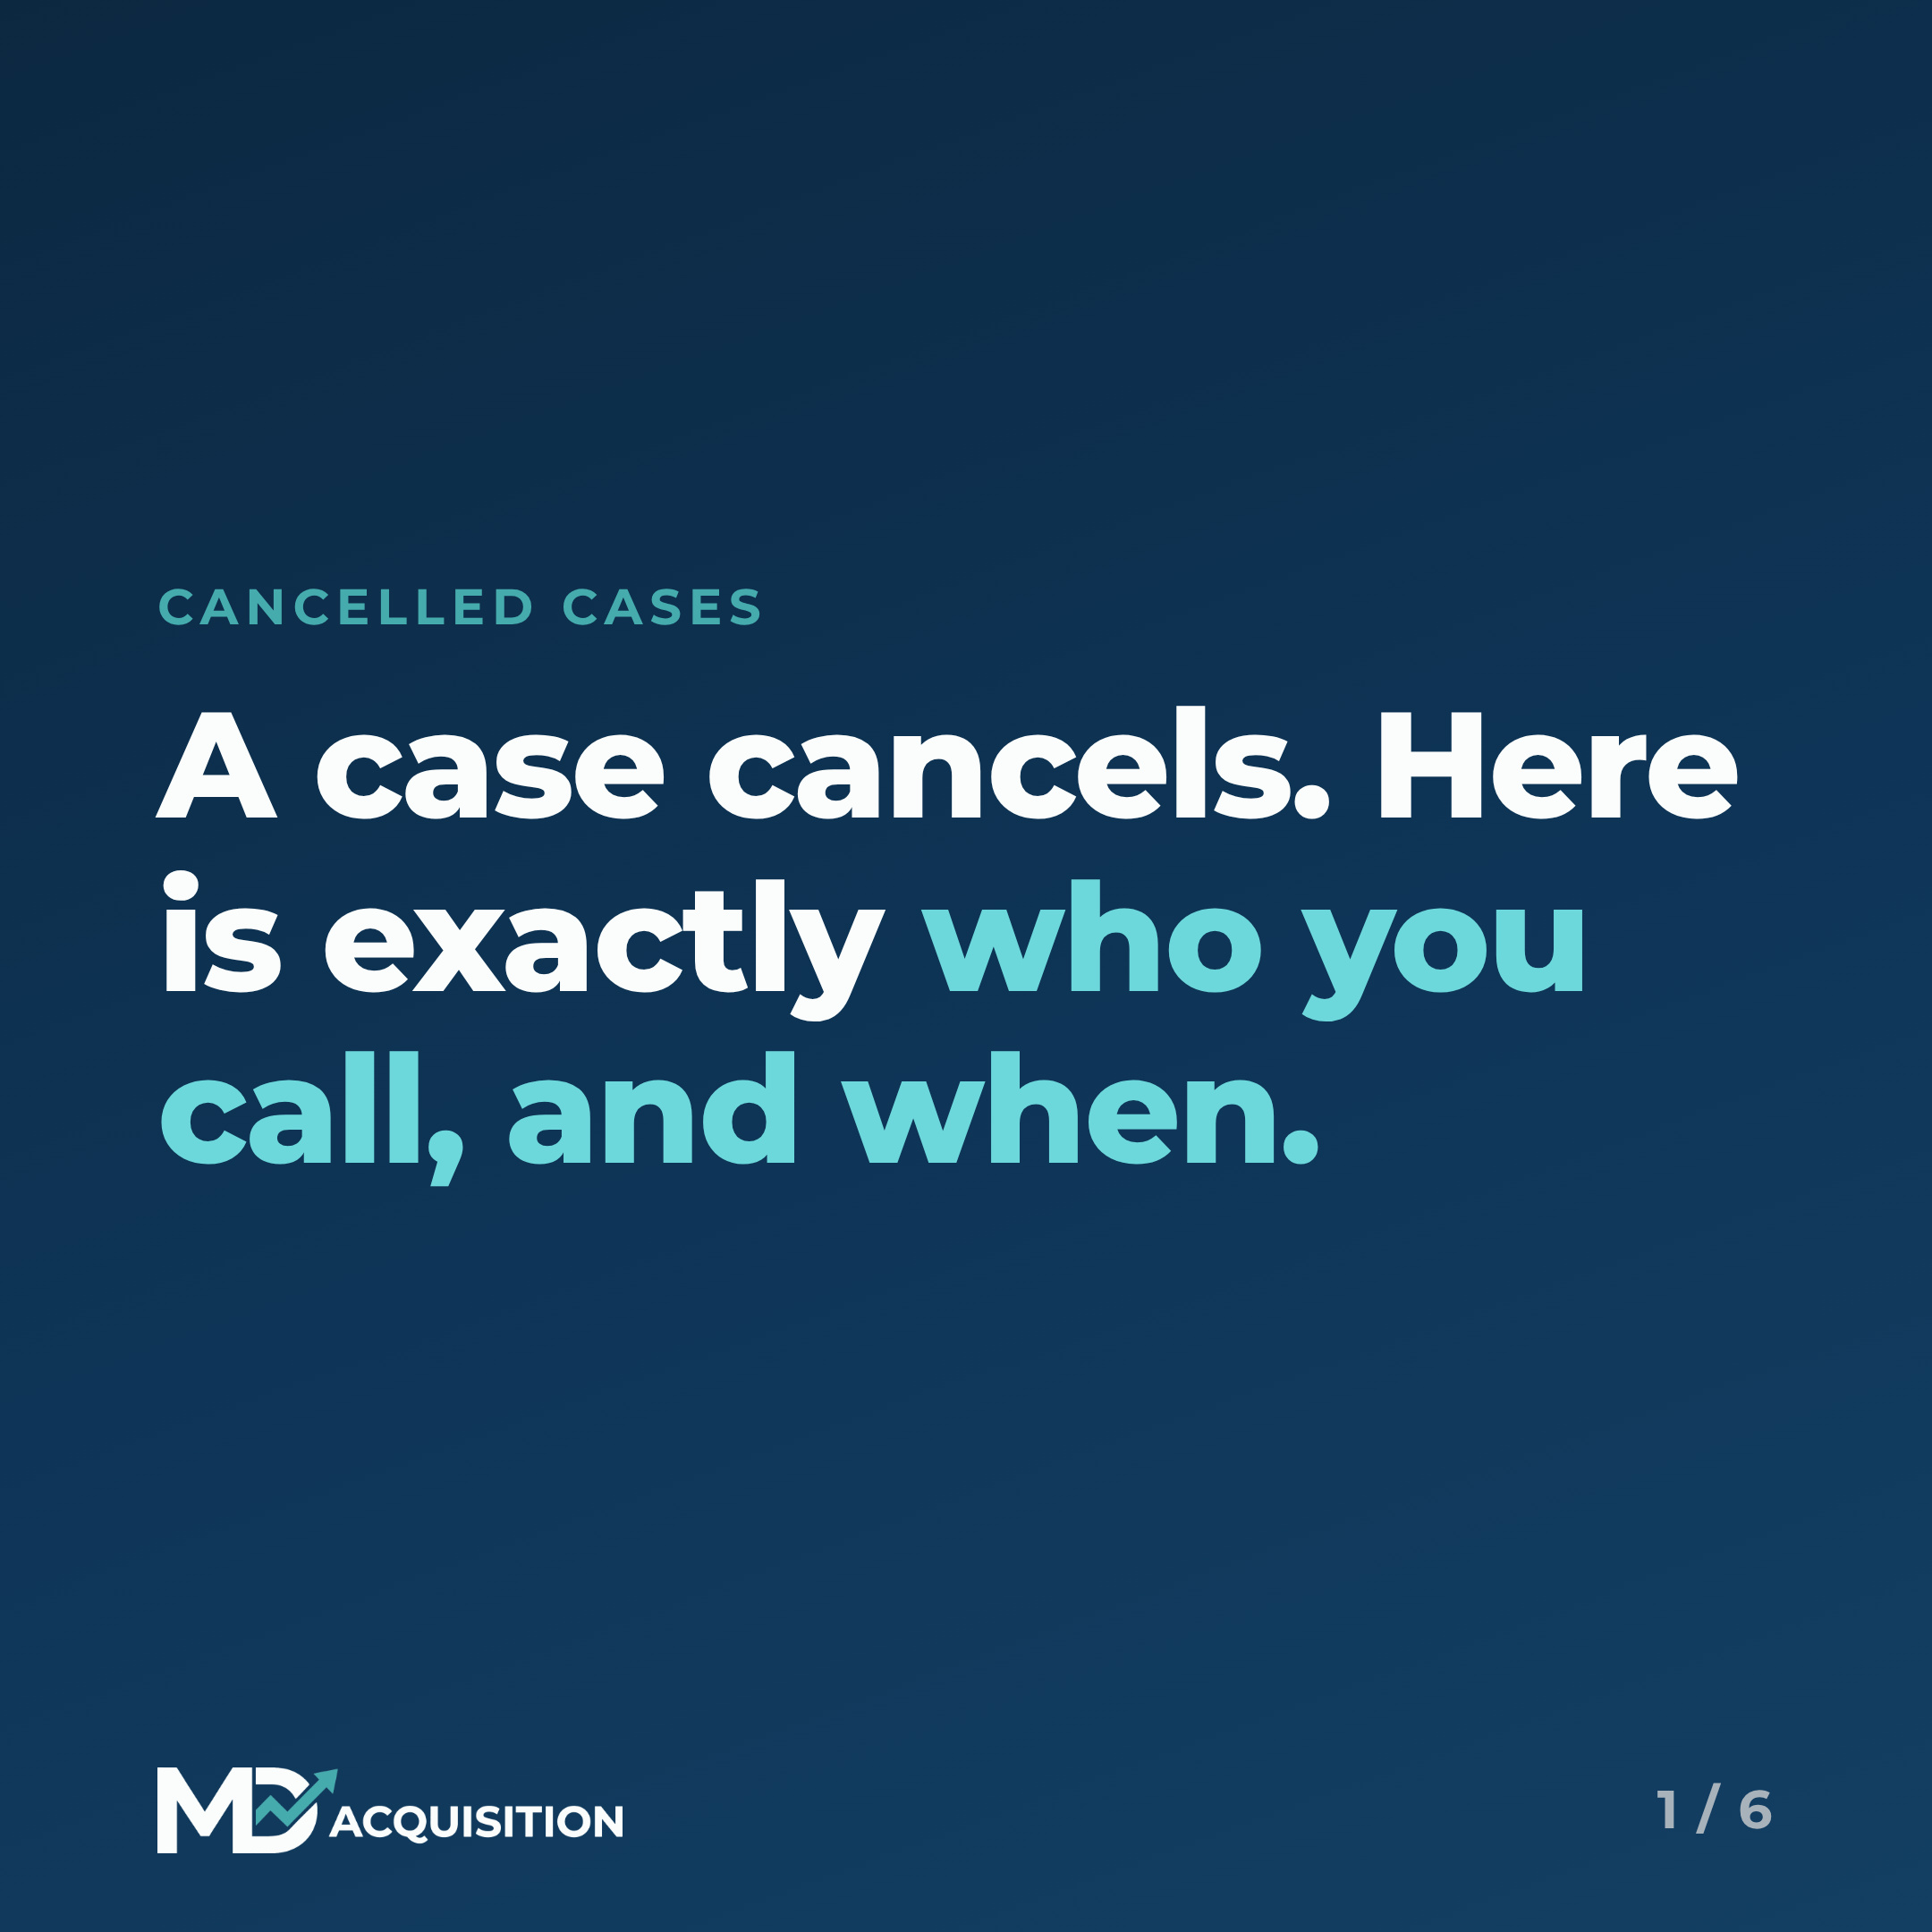 CANCELLED CASES
A case cancels. Here
is exactly who you
call, and when.
MD ACQUISITION
1 / 6